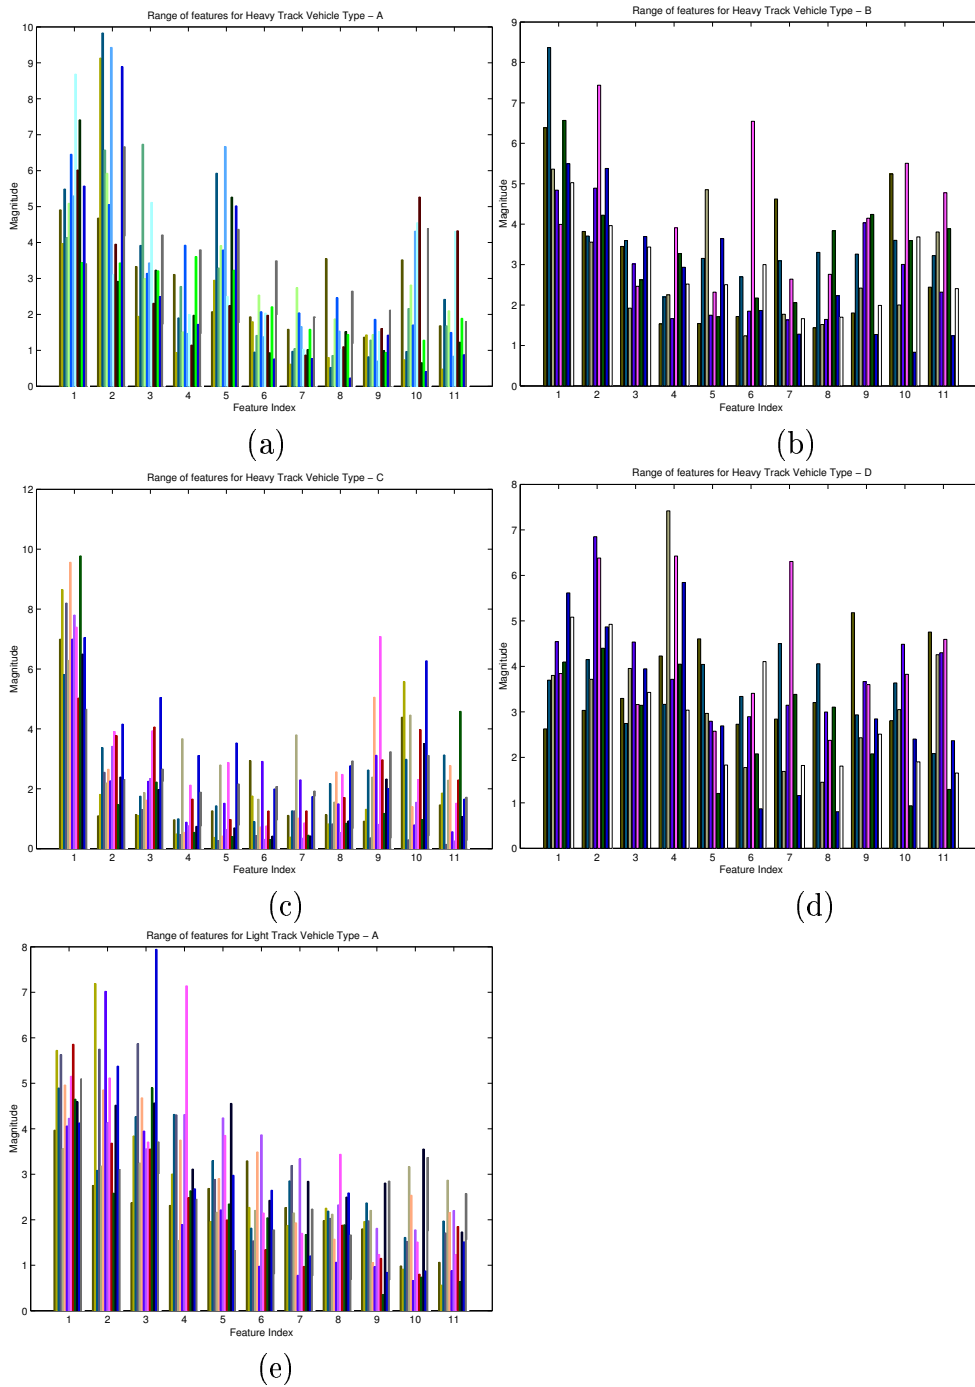 Range of features for Heavy Track Vehicle Type – A
10
9
8
7
6
5
4
3
2
1
0
Magnitude
1 2 3 4 5 6 7 8 9 10 11
Feature Index
(a)
Range of features for Heavy Track Vehicle Type – B
9
8
7
6
5
4
3
2
1
0
Magnitude
1 2 3 4 5 6 7 8 9 10 11
Feature Index
(b)
Range of features for Heavy Track Vehicle Type – C
12
10
8
6
4
2
0
Magnitude
1 2 3 4 5 6 7 8 9 10 11
Feature Index
(c)
Range of features for Heavy Track Vehicle Type – D
8
7
6
5
4
3
2
1
0
Magnitude
1 2 3 4 5 6 7 8 9 10 11
Feature Index
(d)
Range of features for Light Track Vehicle Type – A
8
7
6
5
4
3
2
1
0
Magnitude
1 2 3 4 5 6 7 8 9 10 11
Feature Index
(e)